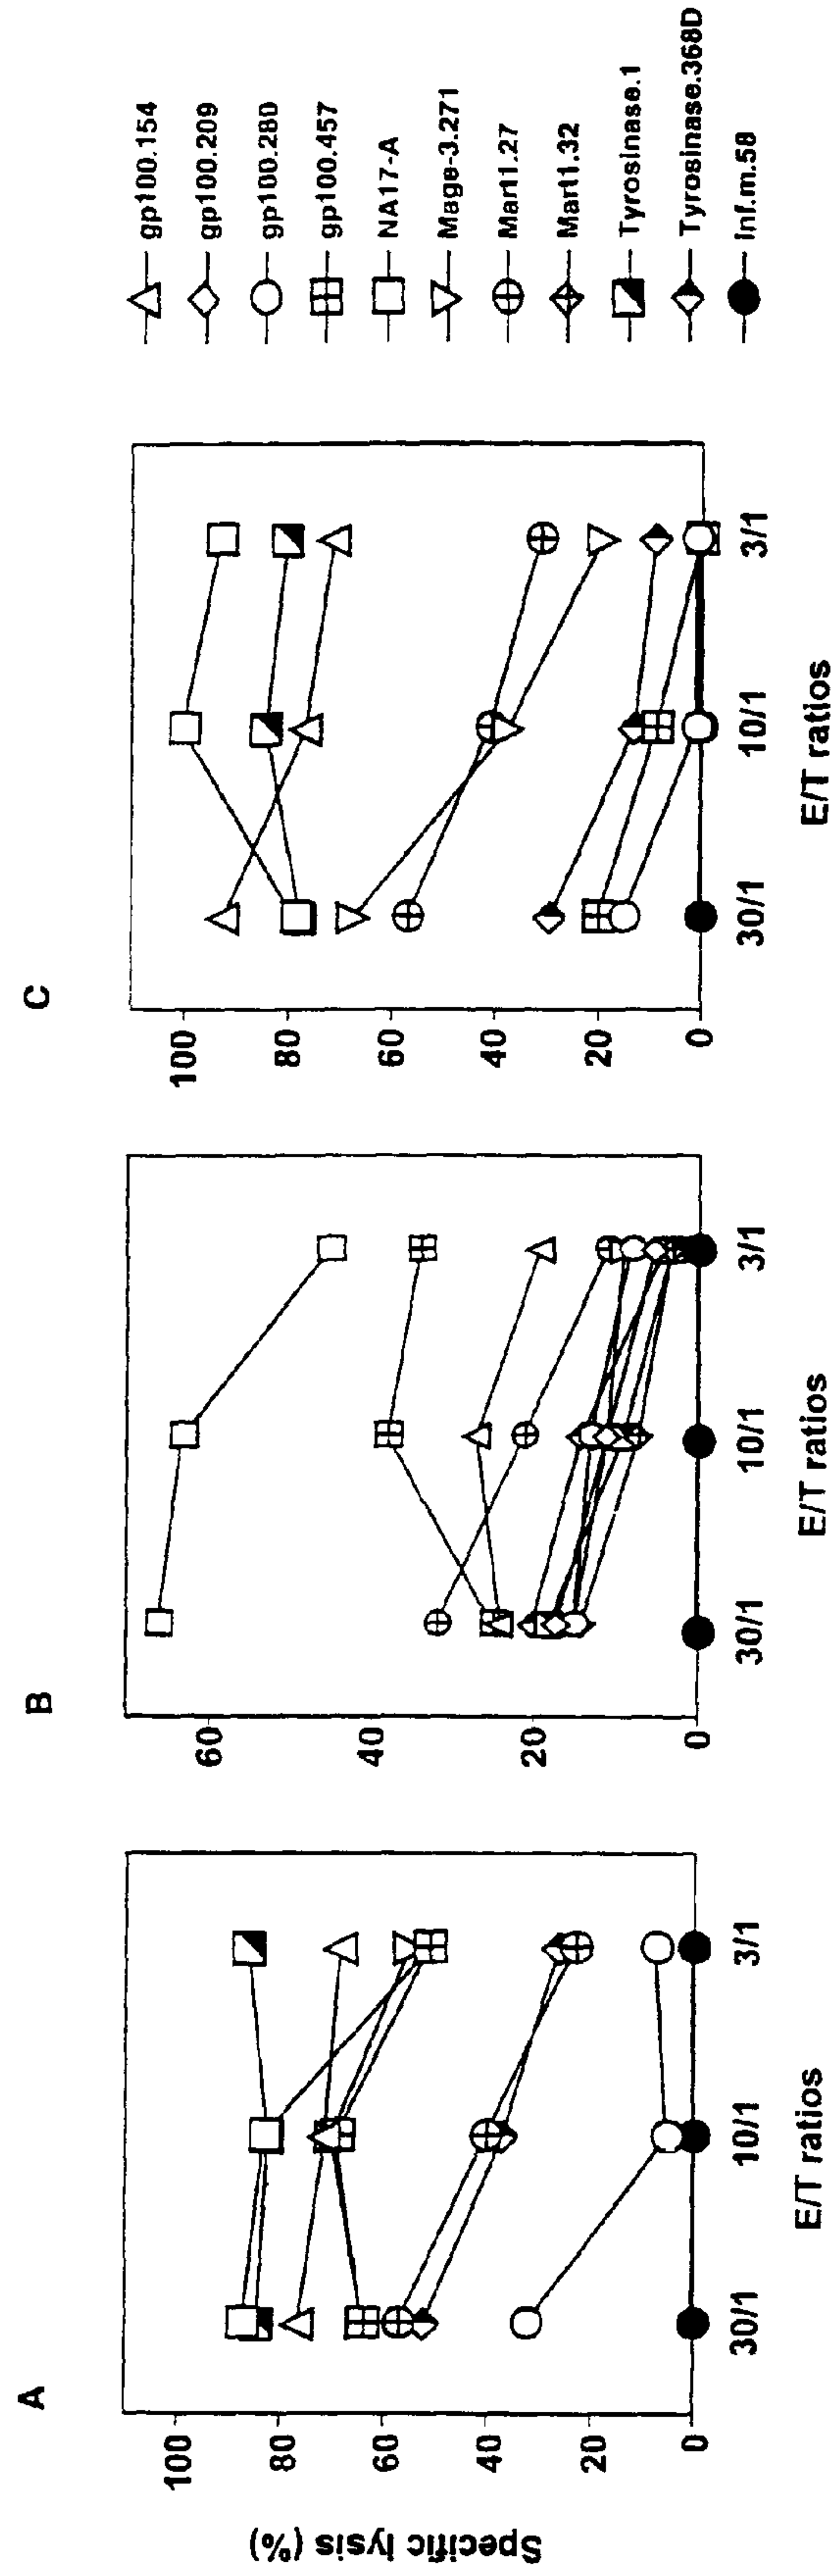 A
Specific lysis (%)
100
80
60
40
20
0
30/1
10/1
3/1
E/T ratios
B
60
40
20
0
30/1
10/1
3/1
E/T ratios
C
100
80
60
40
20
0
30/1
10/1
3/1
E/T ratios
gp100.154
gp100.209
gp100.280
gp100.457
NA17-A
Mage-3.271
Mart1.27
Mart1.32
Tyrosinase.1
Tyrosinase.368D
Inf.m.58